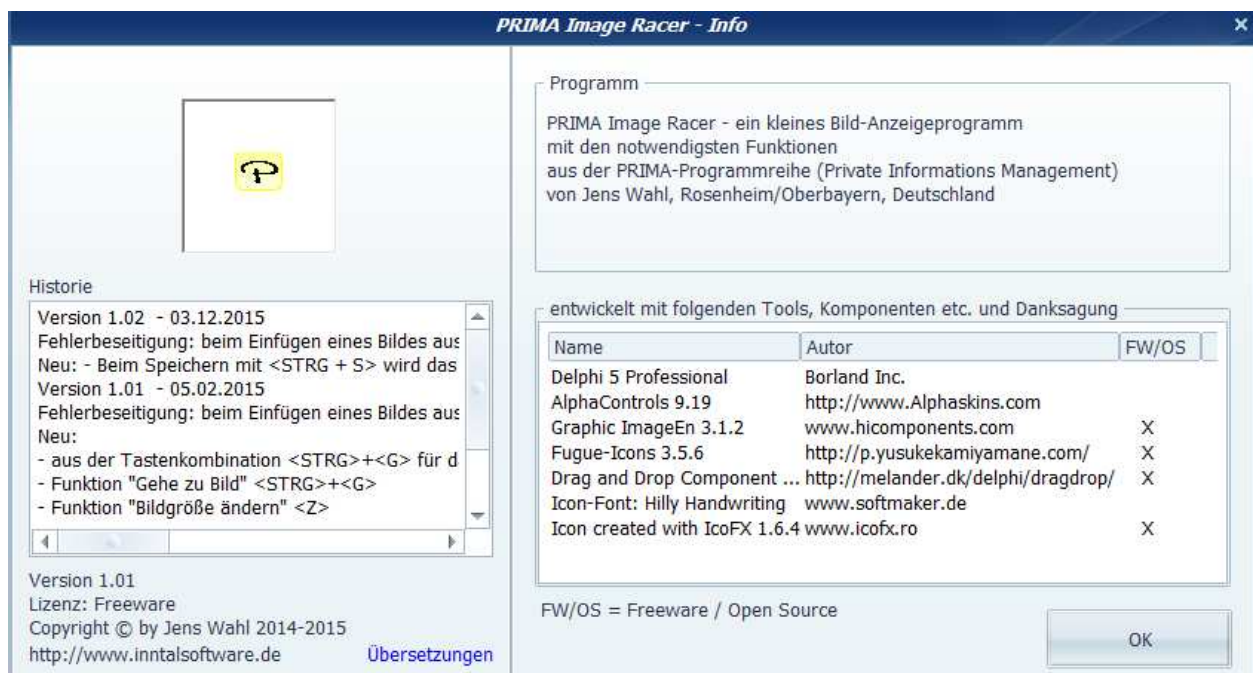 PRIMA Image Racer - Info
Historie
Version 1.02 - 03.12.2015
Fehlerbeseitigung: beim Einfügen eines Bildes aus
Neu: - Beim Speichern mit <STRG + S> wird das
Version 1.01 - 05.02.2015
Fehlerbeseitigung: beim Einfügen eines Bildes aus
Neu:
- aus der Tastenkombination <STRG>+<G> für d
- Funktion "Gehe zu Bild" <STRG>+<G>
- Funktion "Bildgröße ändern" <Z>
Version 1.01
Lizenz: Freeware
Copyright © by Jens Wahl 2014-2015
http://www.inntalsoftware.de Übersetzungen
Programm
PRIMA Image Racer - ein kleines Bild-Anzeigeprogramm
mit den notwendigsten Funktionen
aus der PRIMA-Programmreihe (Private Informations Management)
von Jens Wahl, Rosenheim/Oberbayern, Deutschland
entwickelt mit folgenden Tools, Komponenten etc. und Danksagung
Name Autor FW/OS
Delphi 5 Professional Borland Inc.
AlphaControls 9.19 http://www.Alphaskins.com
Graphic ImageEn 3.1.2 www.hicomponents.com X
Fugue-Icons 3.5.6 http://p.yusukekamiyamane.com/ X
Drag and Drop Component ... http://melander.dk/delphi/dragdrop/ X
Icon-Font: Hilly Handwriting www.softmaker.de
Icon created with IcoFX 1.6.4 www.icofx.ro X
FW/OS = Freeware / Open Source
OK